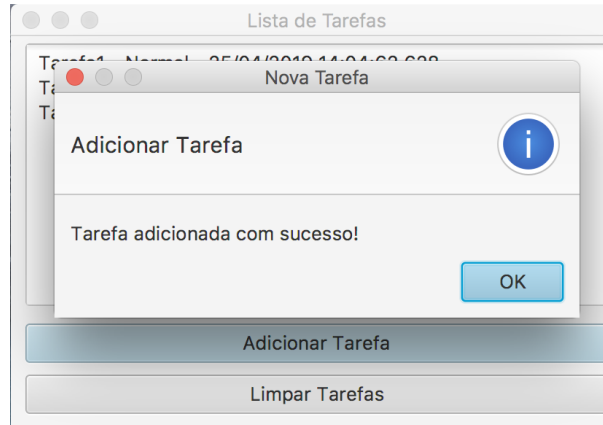 Lista de Tarefas
Nova Tarefa
Adicionar Tarefa
Tarefa adicionada com sucesso!
OK
Adicionar Tarefa
Limpar Tarefas